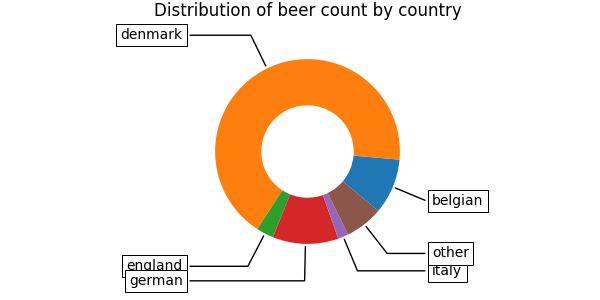 Distribution of beer count by country
denmark
belgian
other
italy
england
german